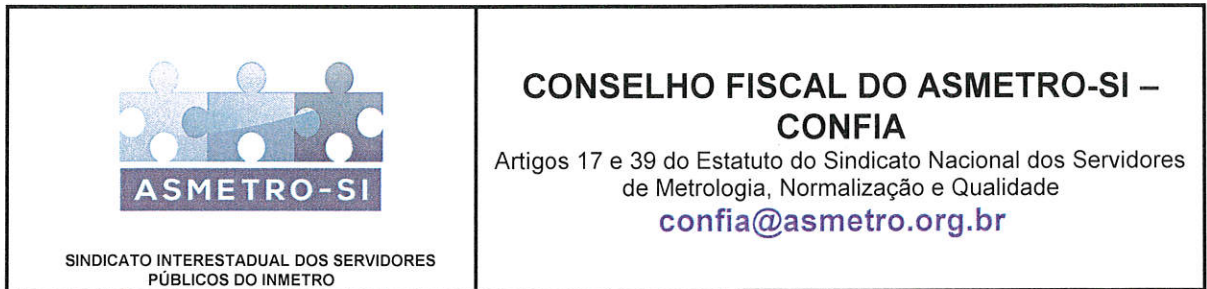 ASMETRO-SI
SINDICATO INTERESTADUAL DOS SERVIDORES
PÚBLICOS DO INMETRO
CONSELHO FISCAL DO ASMETRO-SI –
CONFIA
Artigos 17 e 39 do Estatuto do Sindicato Nacional dos Servidores
de Metrologia, Normalização e Qualidade
confia@asmetro.org.br